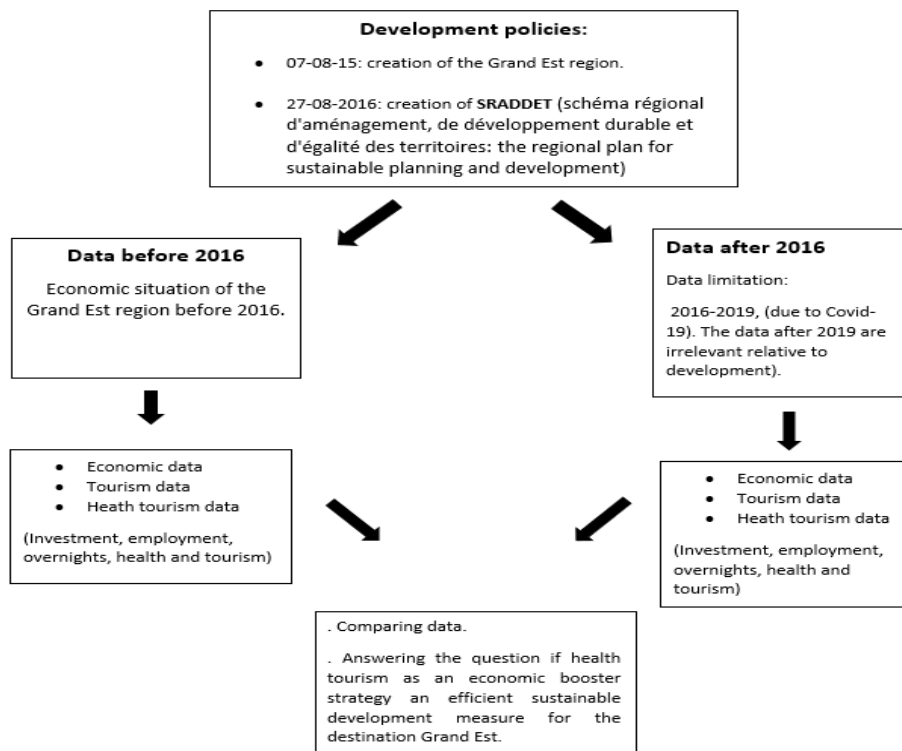 Development policies:
• 07-08-15: creation of the Grand Est region.
• 27-08-2016: creation of SRADDET (schéma régional
d'aménagement, de développement durable et
d'égalité des territoires: the regional plan for
sustainable planning and development)
Data before 2016
Economic situation of the
Grand Est region before 2016.
Data after 2016
Data limitation:
2016-2019, (due to Covid-
19). The data after 2019 are
irrelevant relative to
development).
• Economic data
• Tourism data
• Heath tourism data
(Investment, employment,
overnights, health and tourism)
• Economic data
• Tourism data
• Heath tourism data
(Investment, employment,
overnights, health and
tourism)
. Comparing data.
. Answering the question if health
tourism as an economic booster
strategy an efficient sustainable
development measure for the
destination Grand Est.